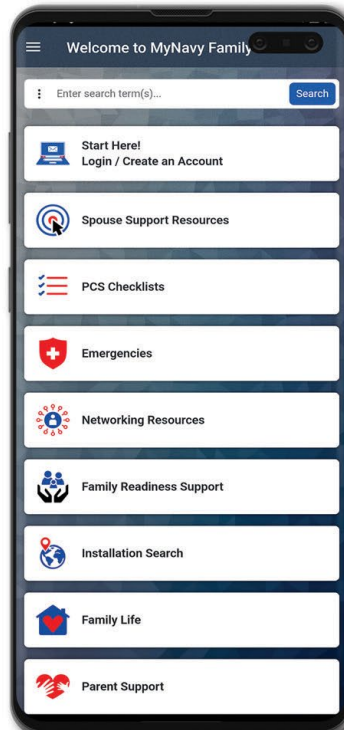 Welcome to MyNavy Family
Enter search term(s)...
Search
Start Here!
Login / Create an Account
Spouse Support Resources
PCS Checklists
Emergencies
Networking Resources
Family Readiness Support
Installation Search
Family Life
Parent Support